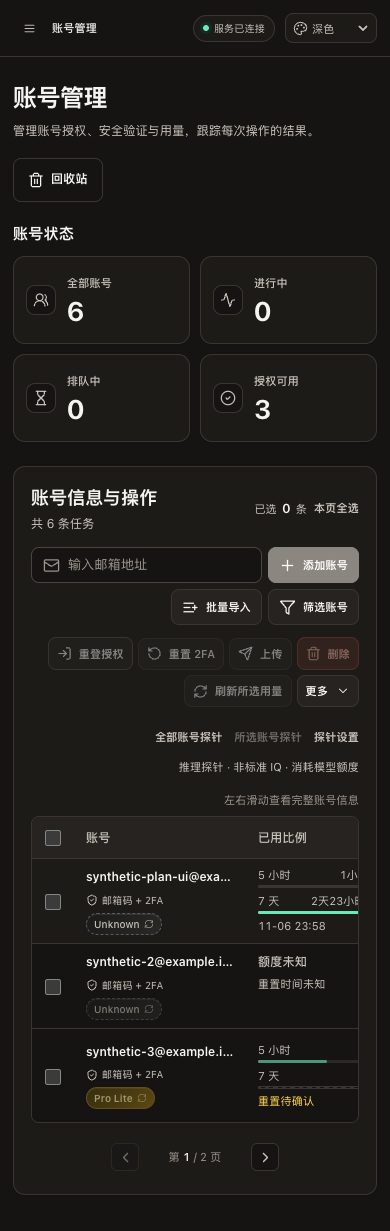 账号管理
服务已连接
深色
账号管理
管理账号授权、安全验证与用量，跟踪每次操作的结果。
回收站
账号状态
全部账号
6
进行中
0
排队中
0
授权可用
3
账号信息与操作
共 6 条任务
已选 0 条 本页全选
输入邮箱地址
添加账号
批量导入
筛选账号
重登授权
重置 2FA
上传
删除
刷新所选用量
更多
全部账号探针 所选账号探针 探针设置
推理探针 · 非标准 IQ · 消耗模型额度
左右滑动查看完整账号信息
账号
已用比例
synthetic-plan-ui@exa...
邮箱码 + 2FA
Unknown
5 小时 1小
7 天 2天23小
11-06 23:58
synthetic-2@example.i...
邮箱码 + 2FA
Unknown
额度未知
重置时间未知
synthetic-3@example.i...
邮箱码 + 2FA
Pro Lite
5 小时
7 天
重置待确认
第 1 / 2 页